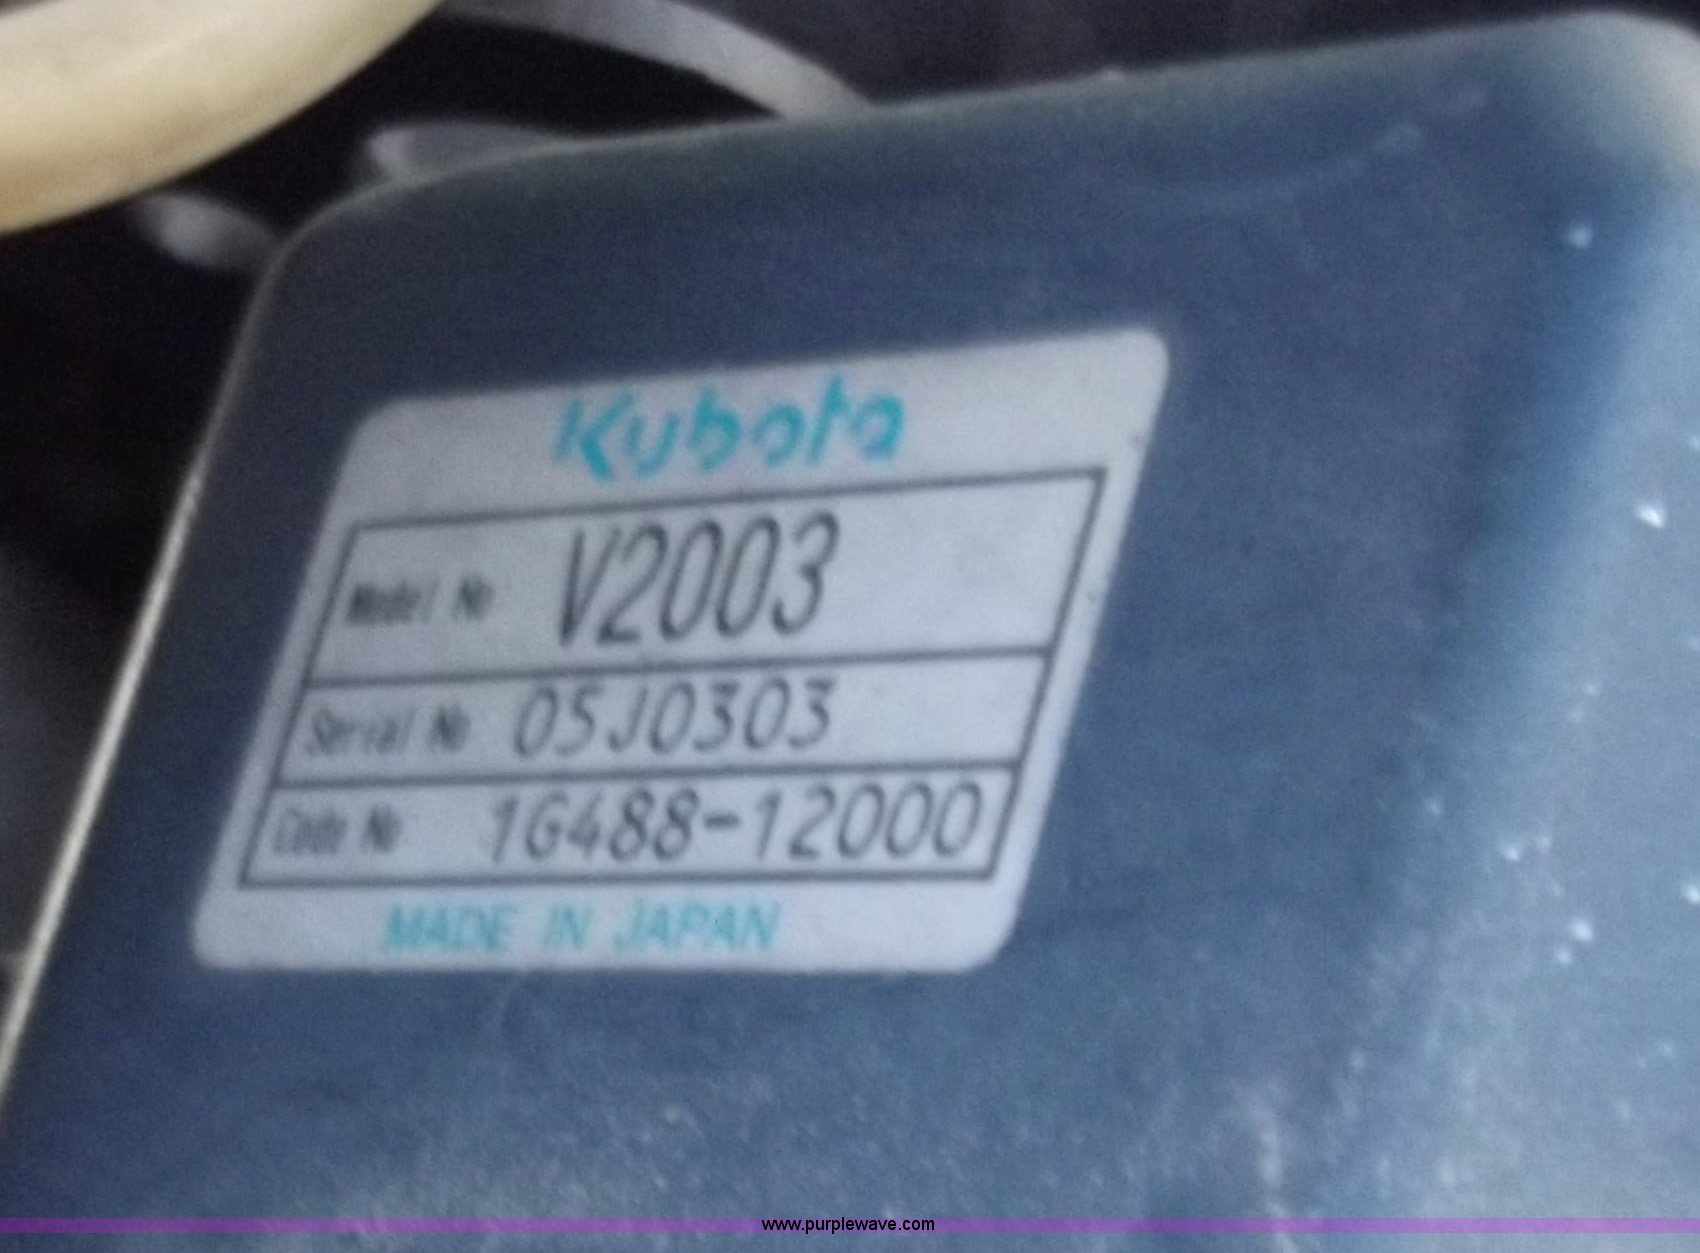 Kubota
Model No V2003
Serial No 05J0303
Code No 1G488-12000
MADE IN JAPAN
www.purplewave.com